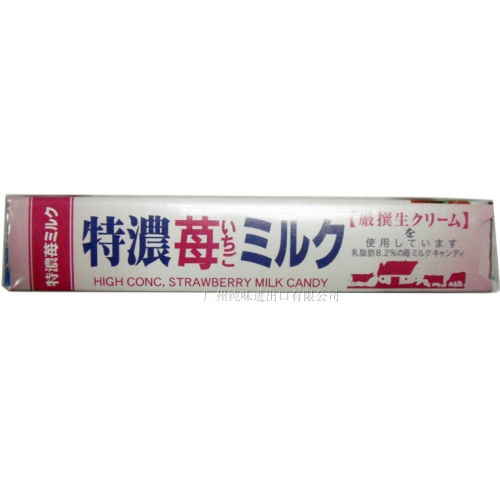 特濃苺ミルク
特濃苺ミルク
いちご
HIGH CONC, STRAWBERRY MILK CANDY
【厳撰生クリーム】
を
使用しています
乳脂肪8.2%の苺ミルクキャンディ
广州纯味进出口有限公司